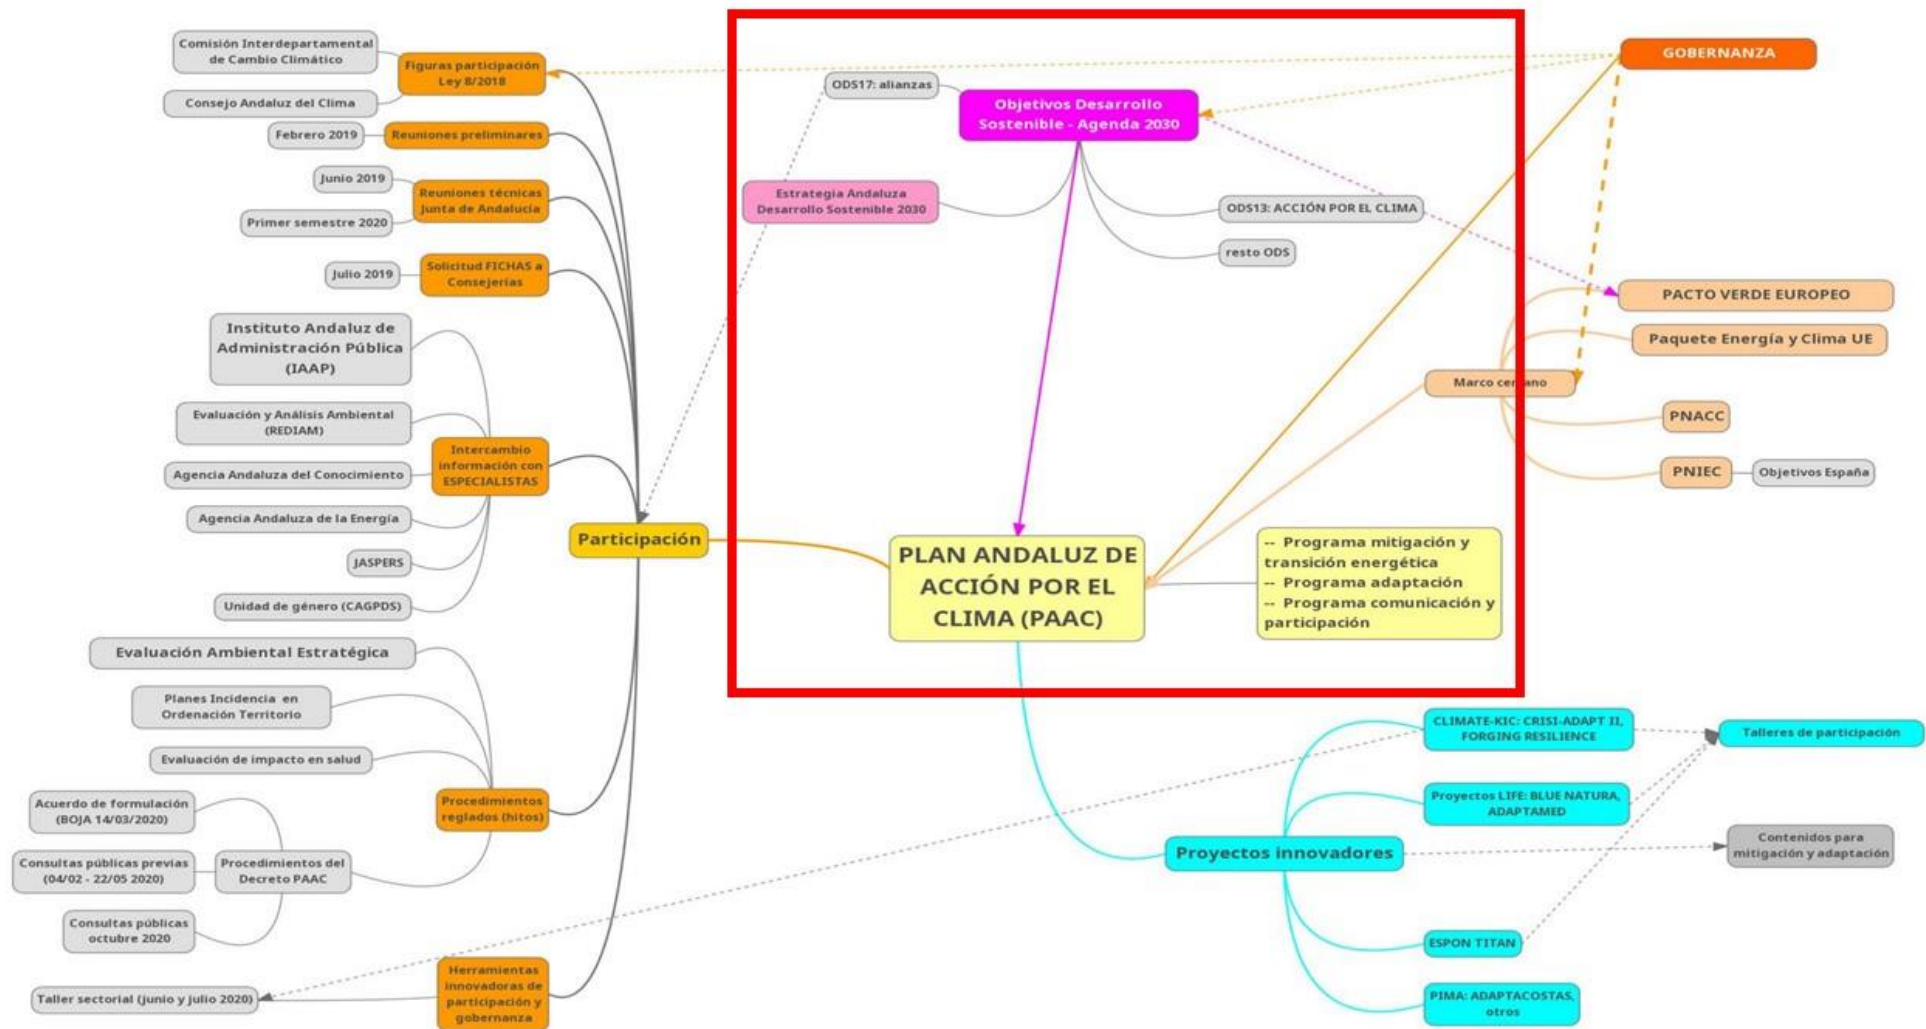 Comisión Interdepartamental
de Cambio Climático
Consejo Andaluz del Clima
Figuras participación
Ley 8/2018
Febrero 2019
Reuniones preliminares
Junio 2019
Primer semestre 2020
Reuniones técnicas
Junta de Andalucía
Julio 2019
Solicitud FICHAS a
Consejerías
Instituto Andaluz de
Administración Pública
(IAAP)
Evaluación y Análisis Ambiental
(REDIAM)
Agencia Andaluza del Conocimiento
Agencia Andaluza de la Energía
JASPERS
Unidad de género (CAGPDS)
Intercambio
información con
ESPECIALISTAS
Participación
Evaluación Ambiental Estratégica
Planes Incidencia en
Ordenación Territorio
Evaluación de impacto en salud
Acuerdo de formulación
(BOJA 14/03/2020)
Consultas públicas previas
(04/02 - 22/05 2020)
Consultas públicas
octubre 2020
Procedimientos del
Decreto PAAC
Procedimientos
reglados (hitos)
Taller sectorial (junio y julio 2020)
Herramientas
innovadoras de
participación y
gobernanza
ODS17: alianzas
Objetivos Desarrollo
Sostenible - Agenda 2030
Estrategia Andaluza
Desarrollo Sostenible 2030
ODS13: ACCIÓN POR EL CLIMA
resto ODS
PLAN ANDALUZ DE
ACCIÓN POR EL
CLIMA (PAAC)
-- Programa mitigación y
transición energética
-- Programa adaptación
-- Programa comunicación y
participación
GOBERNANZA
PACTO VERDE EUROPEO
Paquete Energía y Clima UE
Marco cercano
PNACC
PNIEC
Objetivos España
CLIMATE-KIC: CRISI-ADAPT II,
FORGING RESILIENCE
Talleres de participación
Proyectos LIFE: BLUE NATURA,
ADAPTAMED
Proyectos innovadores
Contenidos para
mitigación y adaptación
ESPON TITAN
PIMA: ADAPTACOSTAS,
otros